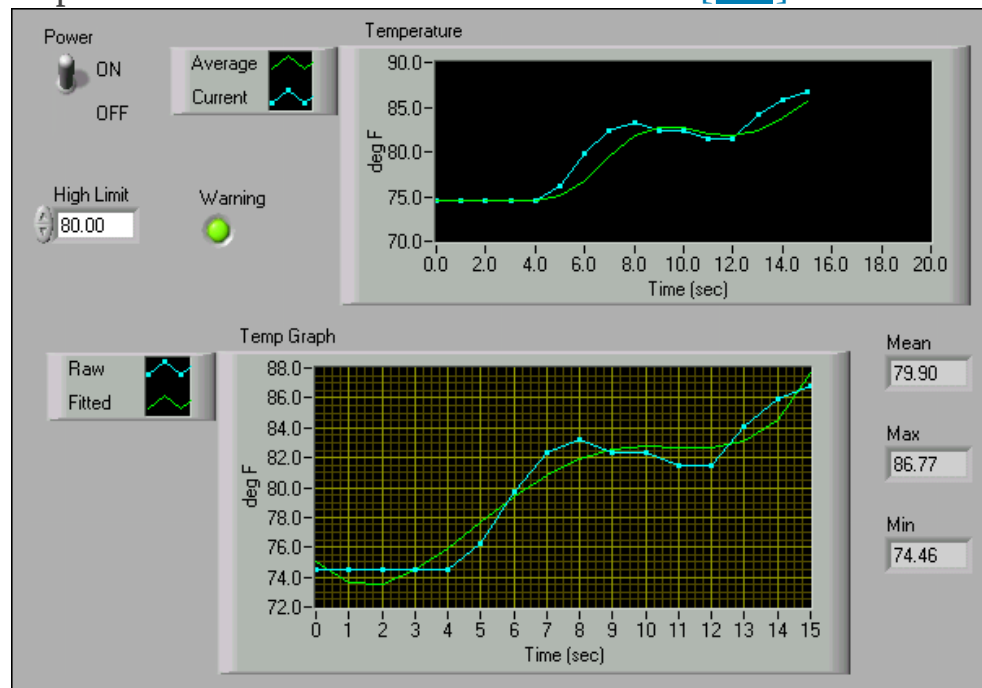 Power
ON
OFF
Average
Current
Temperature
90.0
85.0
80.0
75.0
70.0
deg F
0.0 2.0 4.0 6.0 8.0 10.0 12.0 14.0 16.0 18.0 20.0
Time (sec)
High Limit
80.00
Warning
Temp Graph
Raw
Fitted
88.0
86.0
84.0
82.0
80.0
78.0
76.0
74.0
72.0
deg F
0 1 2 3 4 5 6 7 8 9 10 11 12 13 14 15
Time (sec)
Mean
79.90
Max
86.77
Min
74.46